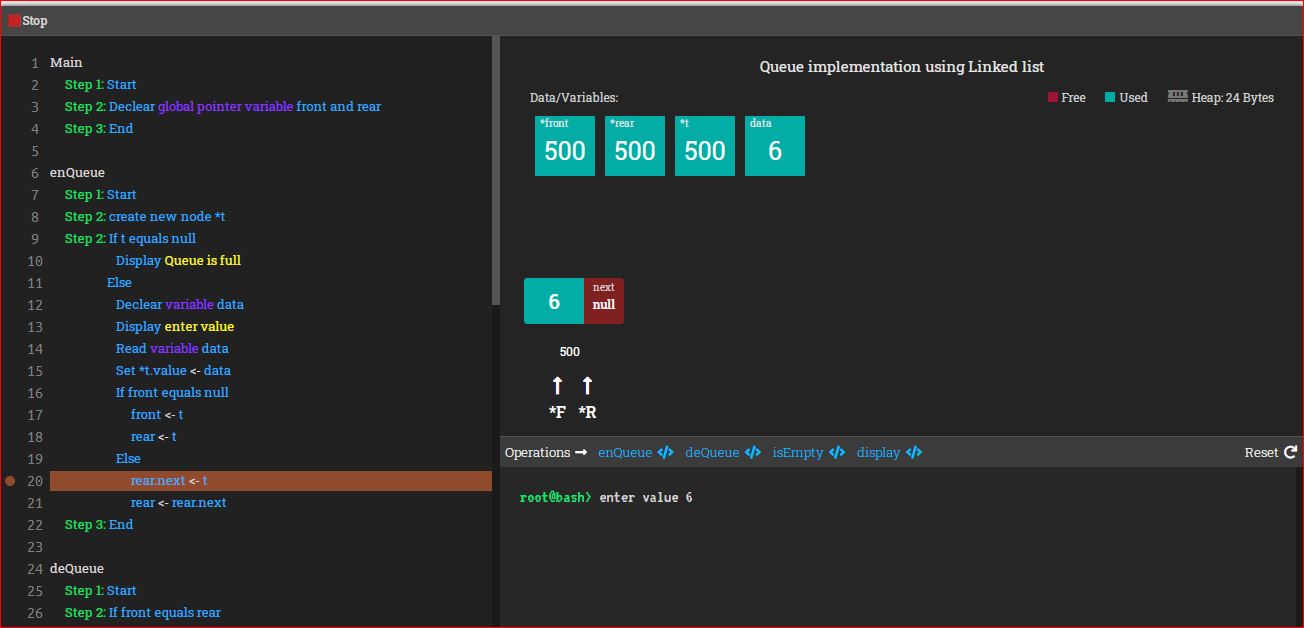 Stop
1 Main
2 Step 1: Start
3 Step 2: Declear global pointer variable front and rear
4 Step 3: End
5
6 enQueue
7 Step 1: Start
8 Step 2: create new node *t
9 Step 2: If t equals null
10 Display Queue is full
11 Else
12 Declear variable data
13 Display enter value
14 Read variable data
15 Set *t.value <- data
16 If front equals null
17 front <- t
18 rear <- t
19 Else
20 rear.next <- t
21 rear <- rear.next
22 Step 3: End
23
24 deQueue
25 Step 1: Start
26 Step 2: If front equals rear
Queue implementation using Linked list
Data/Variables: Free Used Heap: 24 Bytes
*front *rear *t data
500 500 500 6
next
6 null
500
*F *R
Operations → enQueue </> deQueue </> isEmpty </> display </> Reset
root@bash> enter value 6